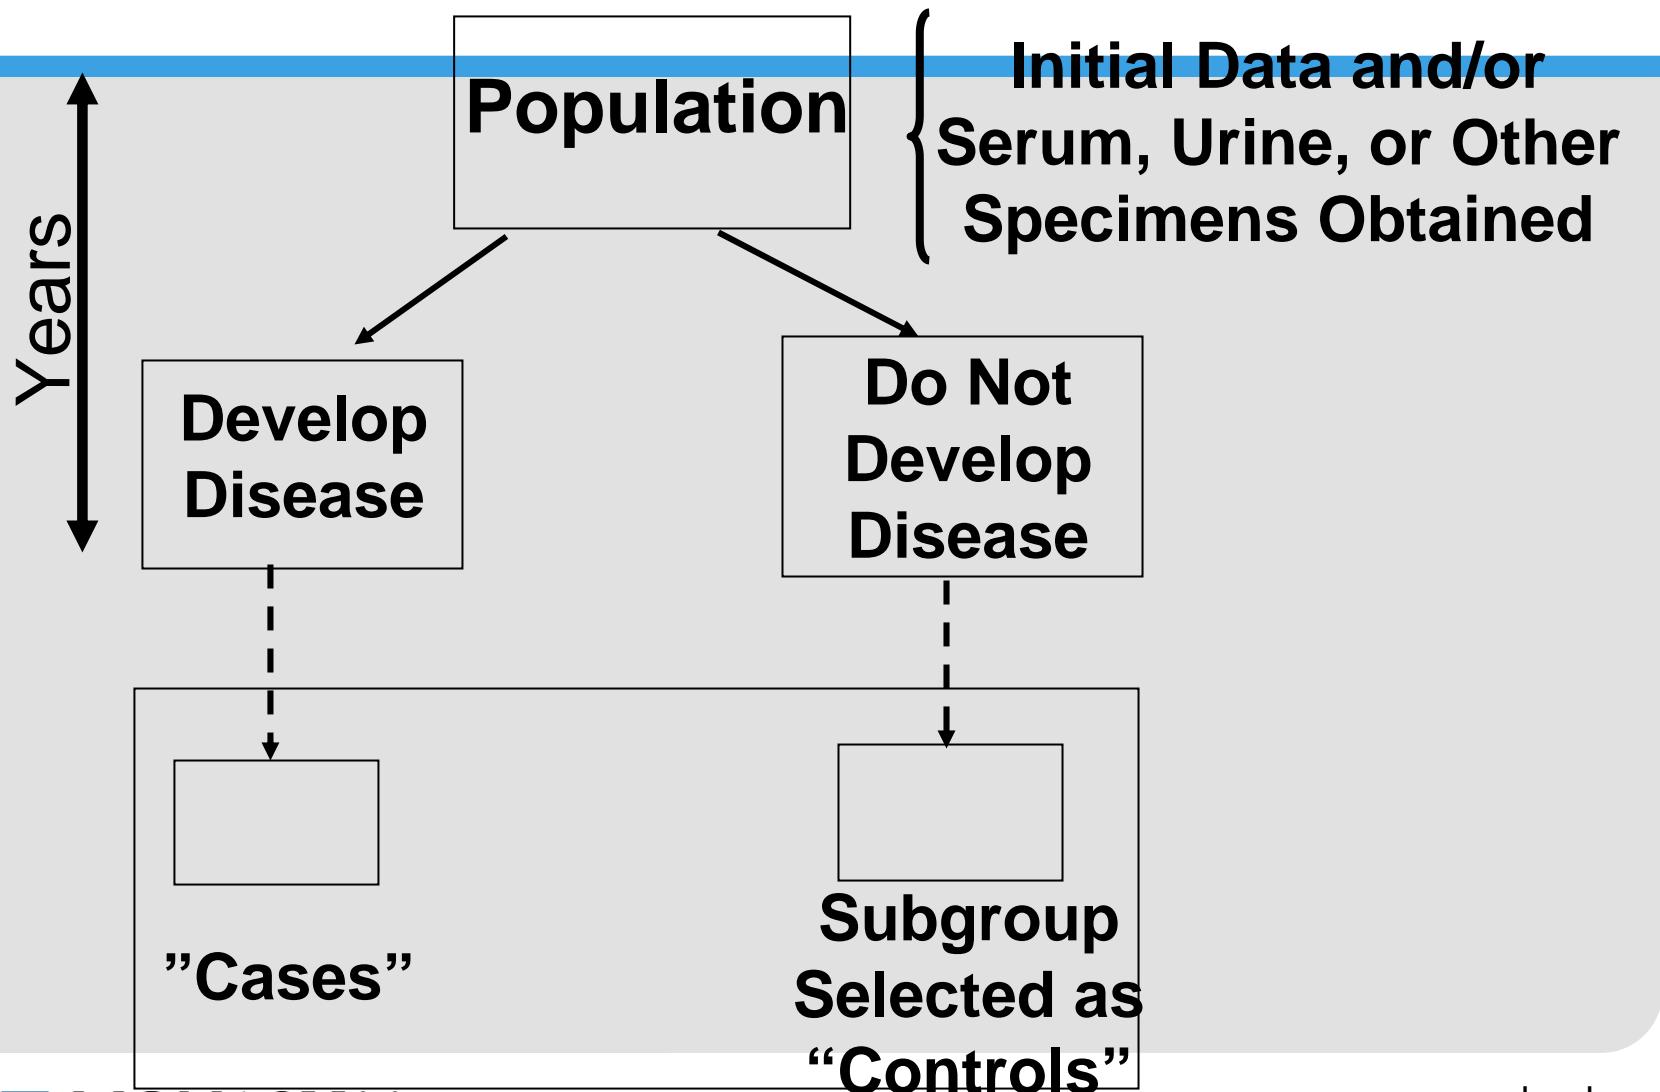 Population
Initial Data and/or
Serum, Urine, or Other
Specimens Obtained
Years
Develop
Disease
Do Not
Develop
Disease
”Cases”
Subgroup
Selected as
“Controls”